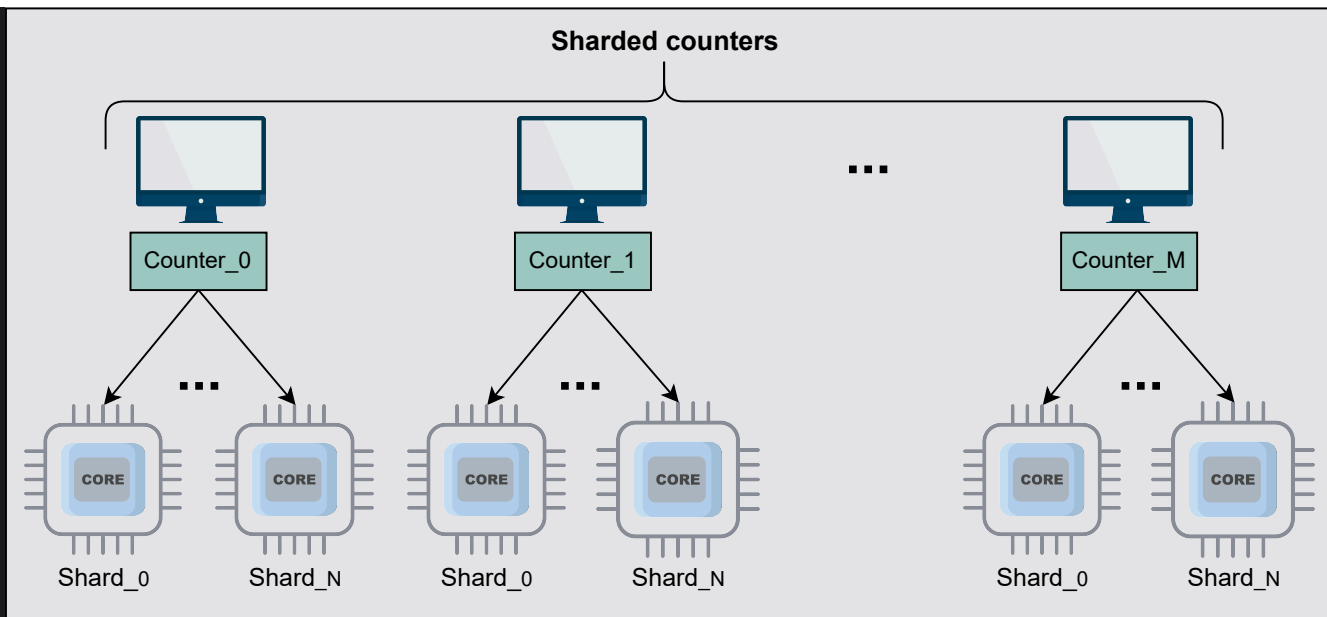 Sharded counters
...
Counter_0 Counter_1 Counter_M
... ... ...
CORE CORE CORE CORE CORE CORE
Shard_0 Shard_N Shard_0 Shard_N Shard_0 Shard_N